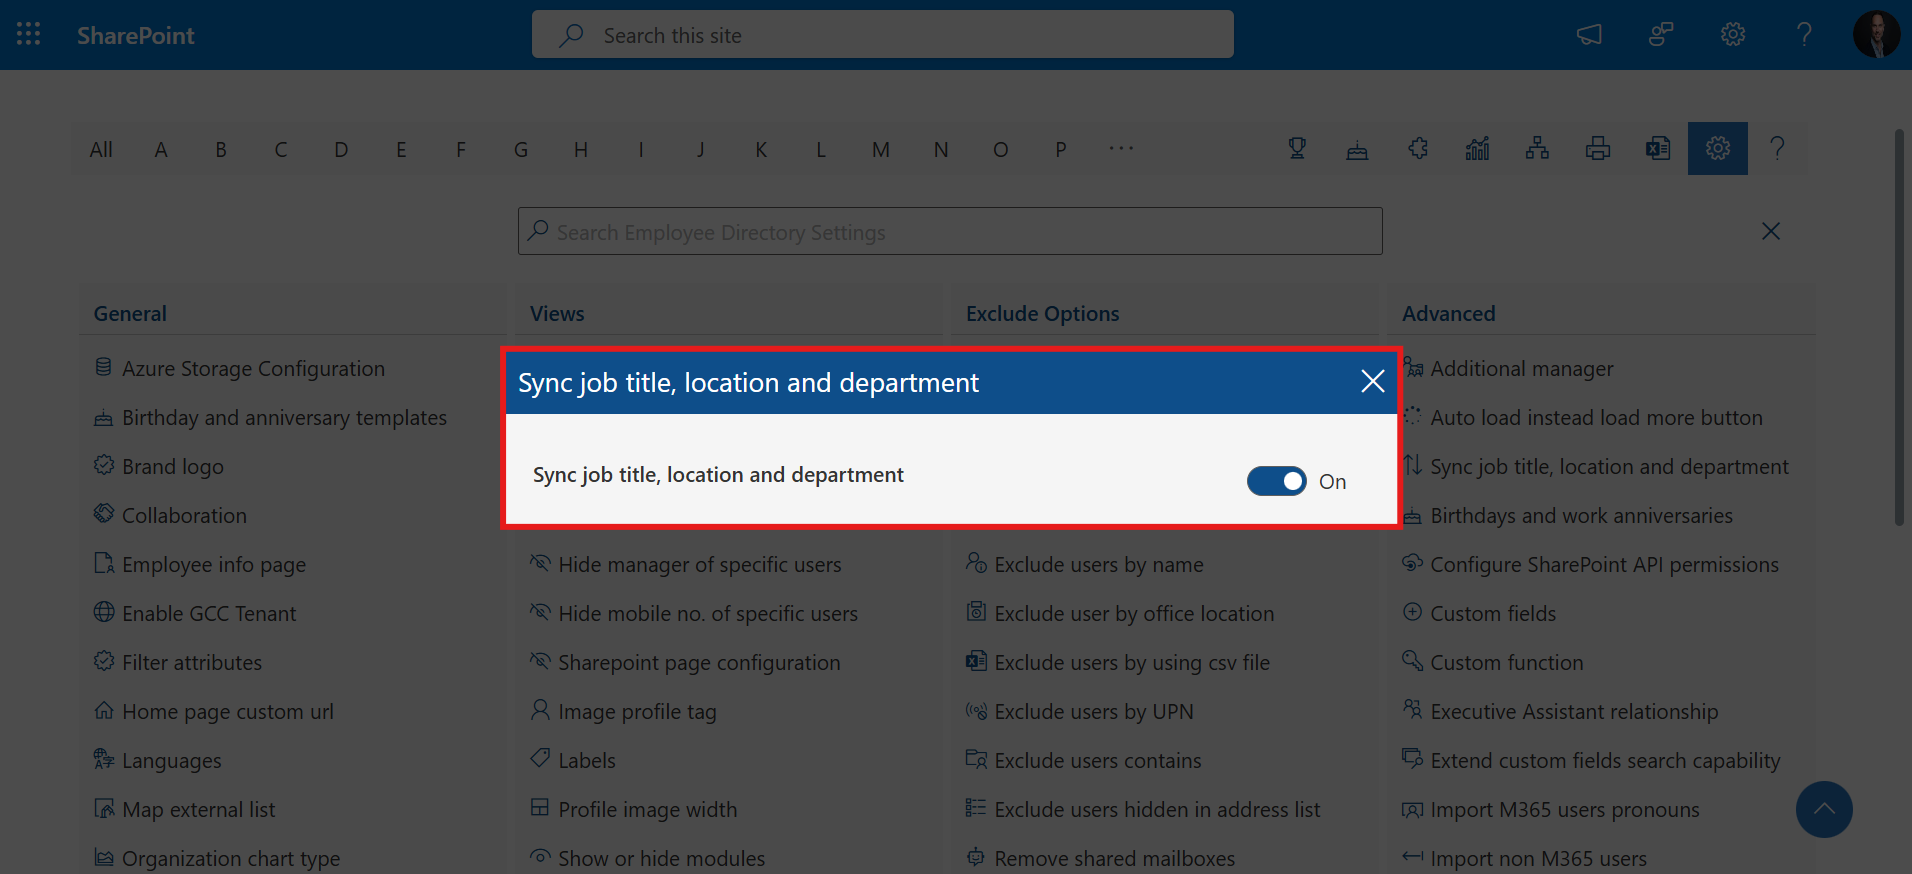 SharePoint
Search this site
All A B C D E F G H I J K L M N O P ...
Search Employee Directory Settings
General
Views
Exclude Options
Advanced
Sync job title, location and department
Sync job title, location and department
On
Azure Storage Configuration
Birthday and anniversary templates
Brand logo
Collaboration
Employee info page
Enable GCC Tenant
Filter attributes
Home page custom url
Languages
Map external list
Organization chart type
Hide manager of specific users
Hide mobile no. of specific users
Sharepoint page configuration
Image profile tag
Labels
Profile image width
Show or hide modules
Exclude users by name
Exclude user by office location
Exclude users by using csv file
Exclude users by UPN
Exclude users contains
Exclude users hidden in address list
Remove shared mailboxes
Additional manager
Auto load instead load more button
Sync job title, location and department
Birthdays and work anniversaries
Configure SharePoint API permissions
Custom fields
Custom function
Executive Assistant relationship
Extend custom fields search capability
Import M365 users pronouns
Import non M365 users